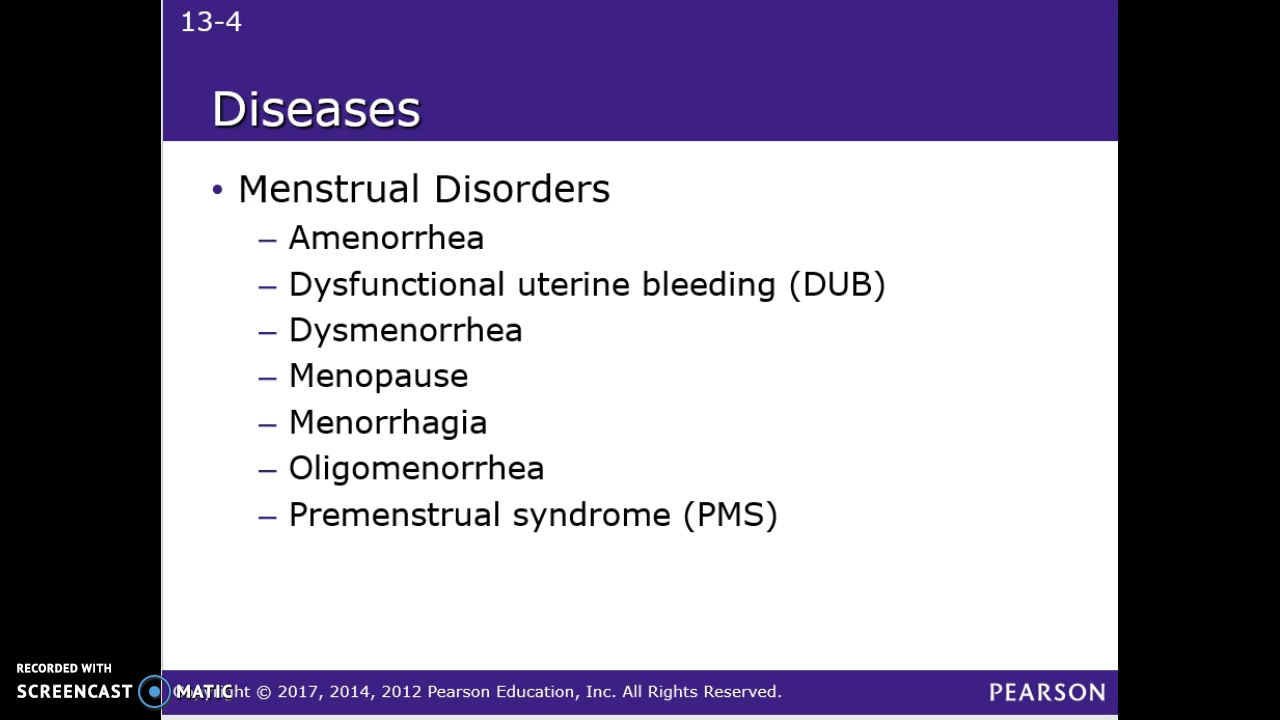 13-4
Diseases
• Menstrual Disorders
– Amenorrhea
– Dysfunctional uterine bleeding (DUB)
– Dysmenorrhea
– Menopause
– Menorrhagia
– Oligomenorrhea
– Premenstrual syndrome (PMS)
RECORDED WITH
SCREENCAST MATIC
© 2017, 2014, 2012 Pearson Education, Inc. All Rights Reserved.
PEARSON